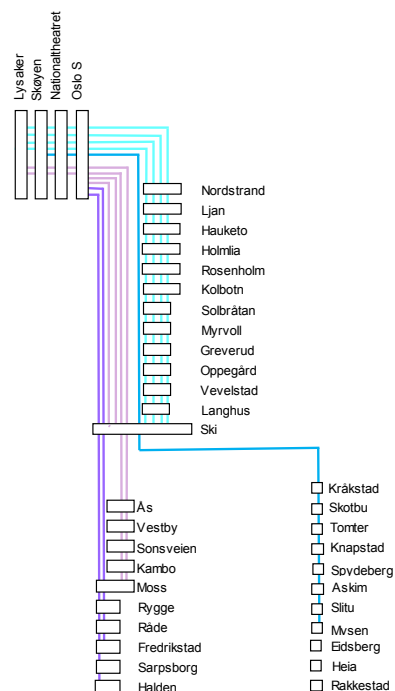 Lysaker
Skøyen
Nationaltheatret
Oslo S
Nordstrand
Ljan
Hauketo
Holmlia
Rosenholm
Kolbotn
Solbråtan
Myrvoll
Greverud
Oppegård
Vevelstad
Langhus
Ski
Ås
Vestby
Sonsveien
Kambo
Moss
Rygge
Råde
Fredrikstad
Sarpsborg
Halden
Kråkstad
Skotbu
Tomter
Knapstad
Spydeberg
Askim
Slitu
Mysen
Eidsberg
Heia
Rakkestad